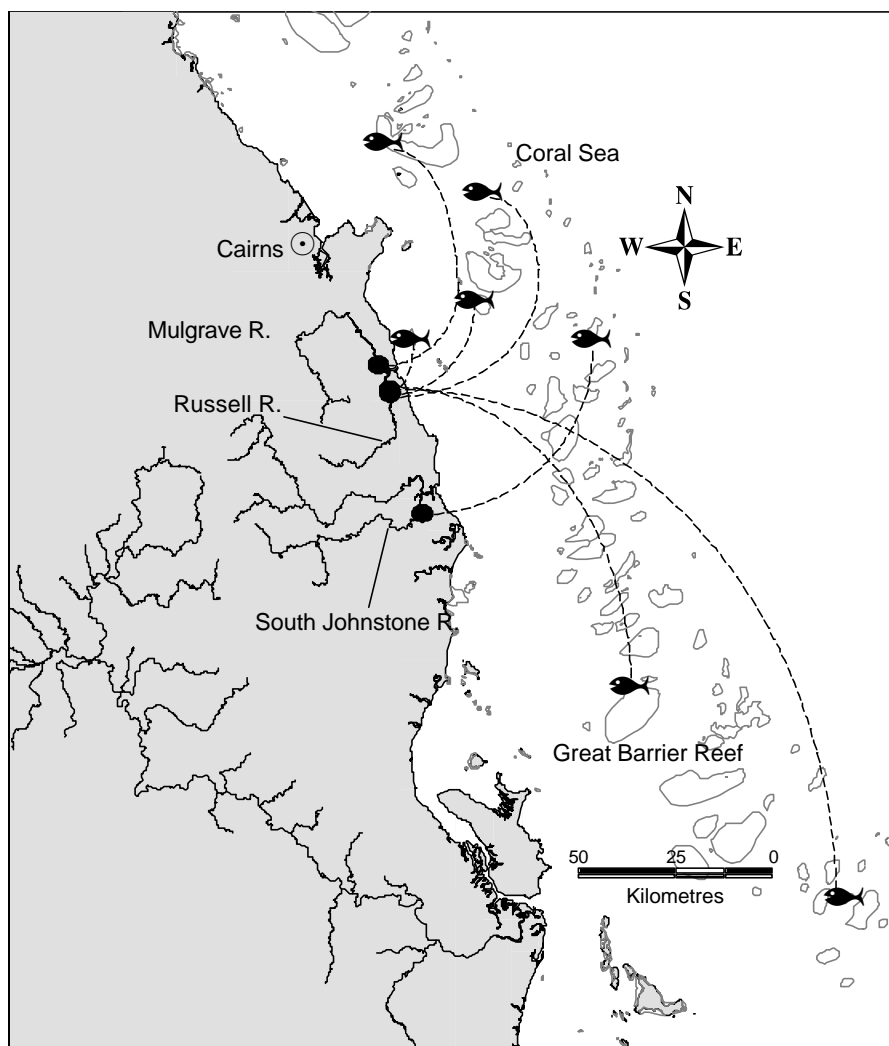 Coral Sea
N
Cairns
W E
S
Mulgrave R.
Russell R.
South Johnstone R.
Great Barrier Reef
50 25 0
Kilometres